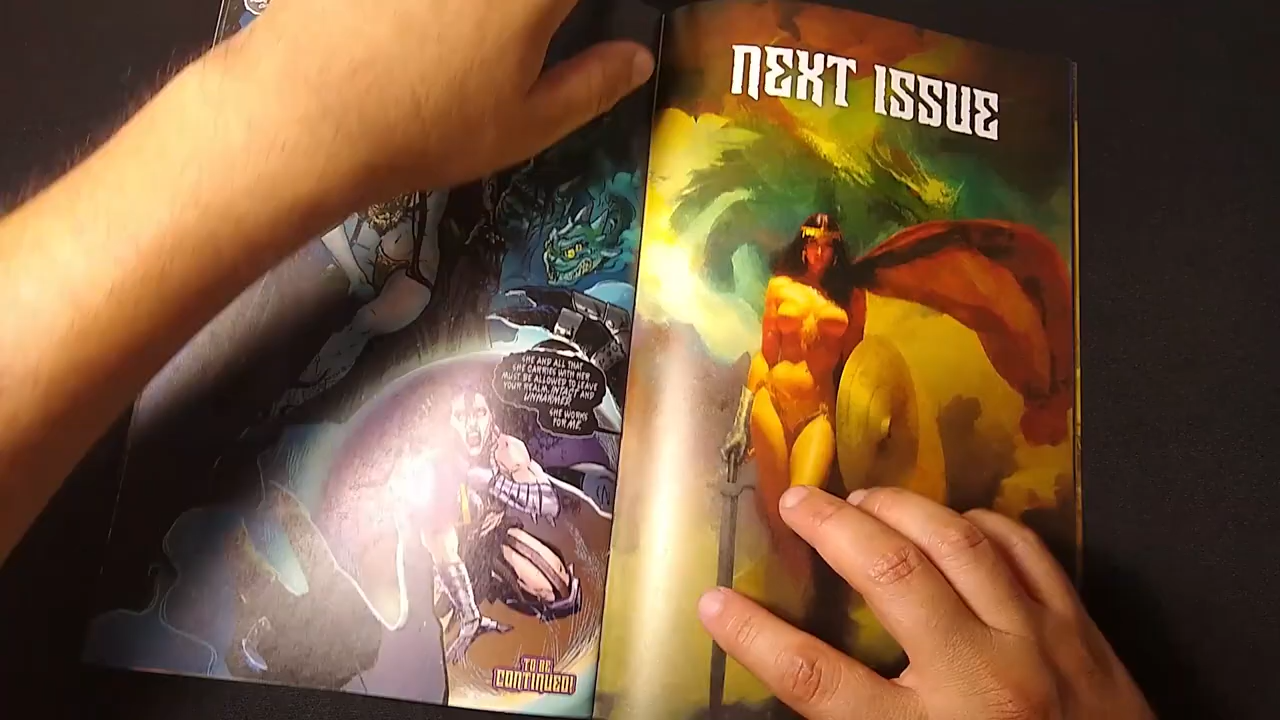 SHE AND ALL THAT
SHE CARRIES WITH HER
MUST BE ALLOWED TO LEAVE
YOUR REALM, INTACT AND
UNHARMED.
SHE WORKS
FOR ME.
TO BE
CONTINUED!
NEXT ISSUE